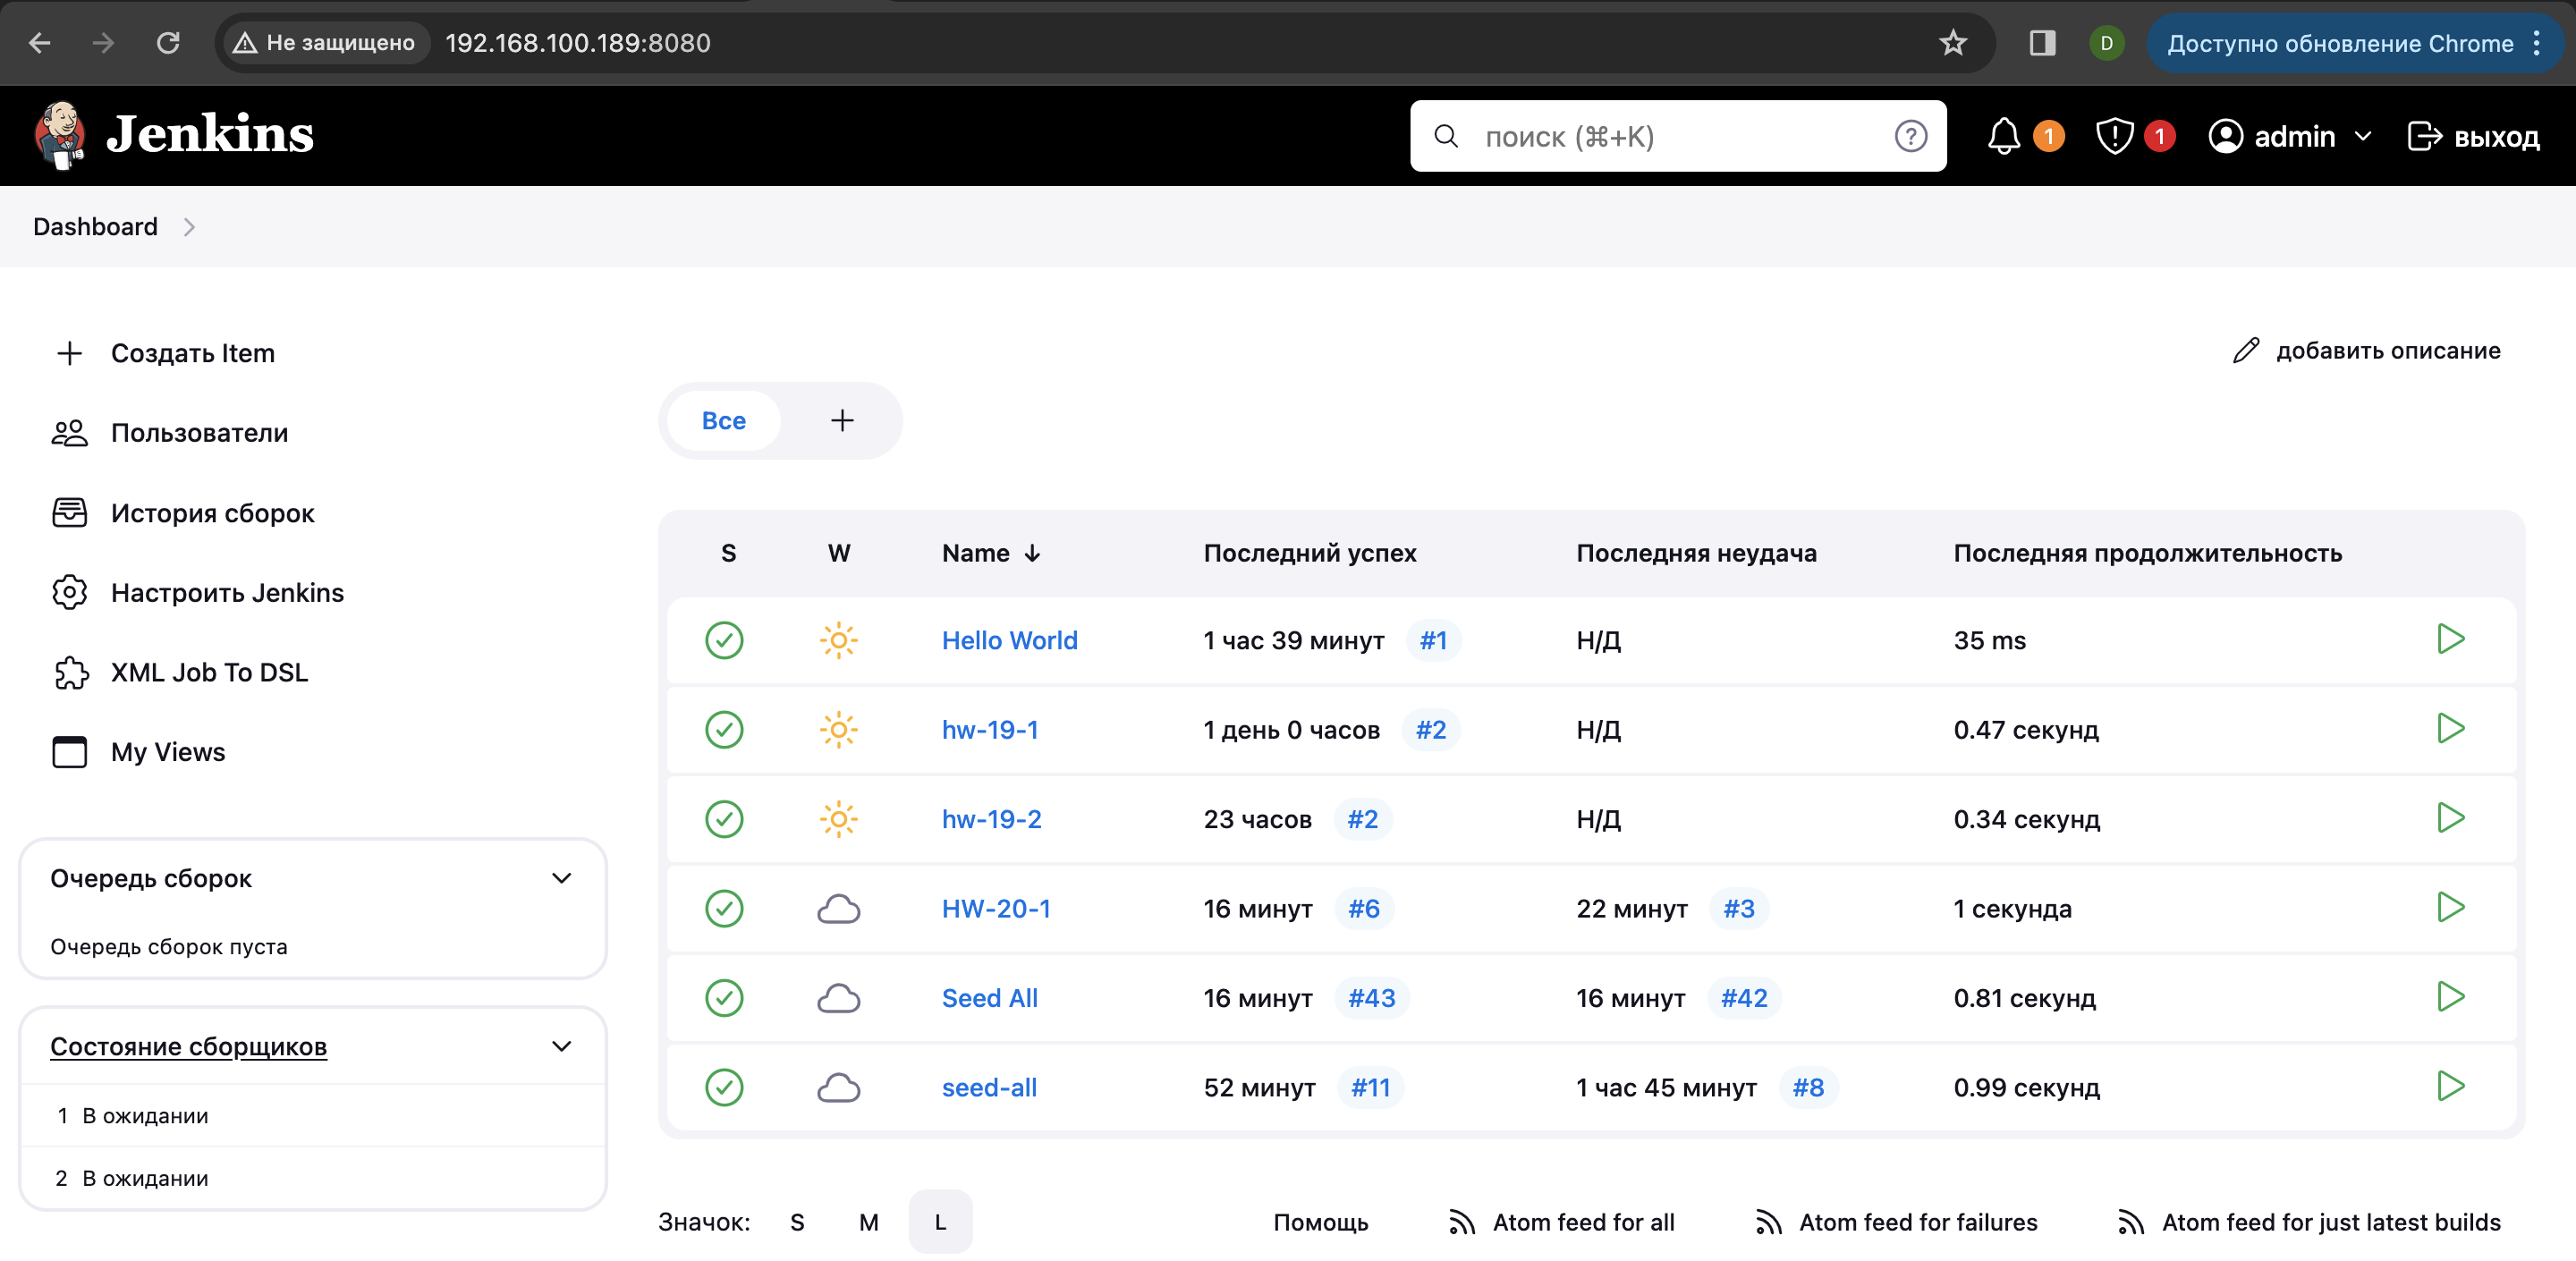 Не защищено 192.168.100.189:8080 D Доступно обновление Chrome
Jenkins поиск (⌘+K) 1 1 admin выход
Dashboard
Создать Item
Пользователи
История сборок
Настроить Jenkins
XML Job To DSL
My Views
Очередь сборок
Очередь сборок пуста
Состояние сборщиков
1 В ожидании
2 В ожидании
добавить описание
Все +
S W Name ↓ Последний успех Последняя неудача Последняя продолжительность
Hello World 1 час 39 минут #1 Н/Д 35 ms
hw-19-1 1 день 0 часов #2 Н/Д 0.47 секунд
hw-19-2 23 часов #2 Н/Д 0.34 секунд
HW-20-1 16 минут #6 22 минут #3 1 секунда
Seed All 16 минут #43 16 минут #42 0.81 секунд
seed-all 52 минут #11 1 час 45 минут #8 0.99 секунд
Значок: S M L Помощь Atom feed for all Atom feed for failures Atom feed for just latest builds